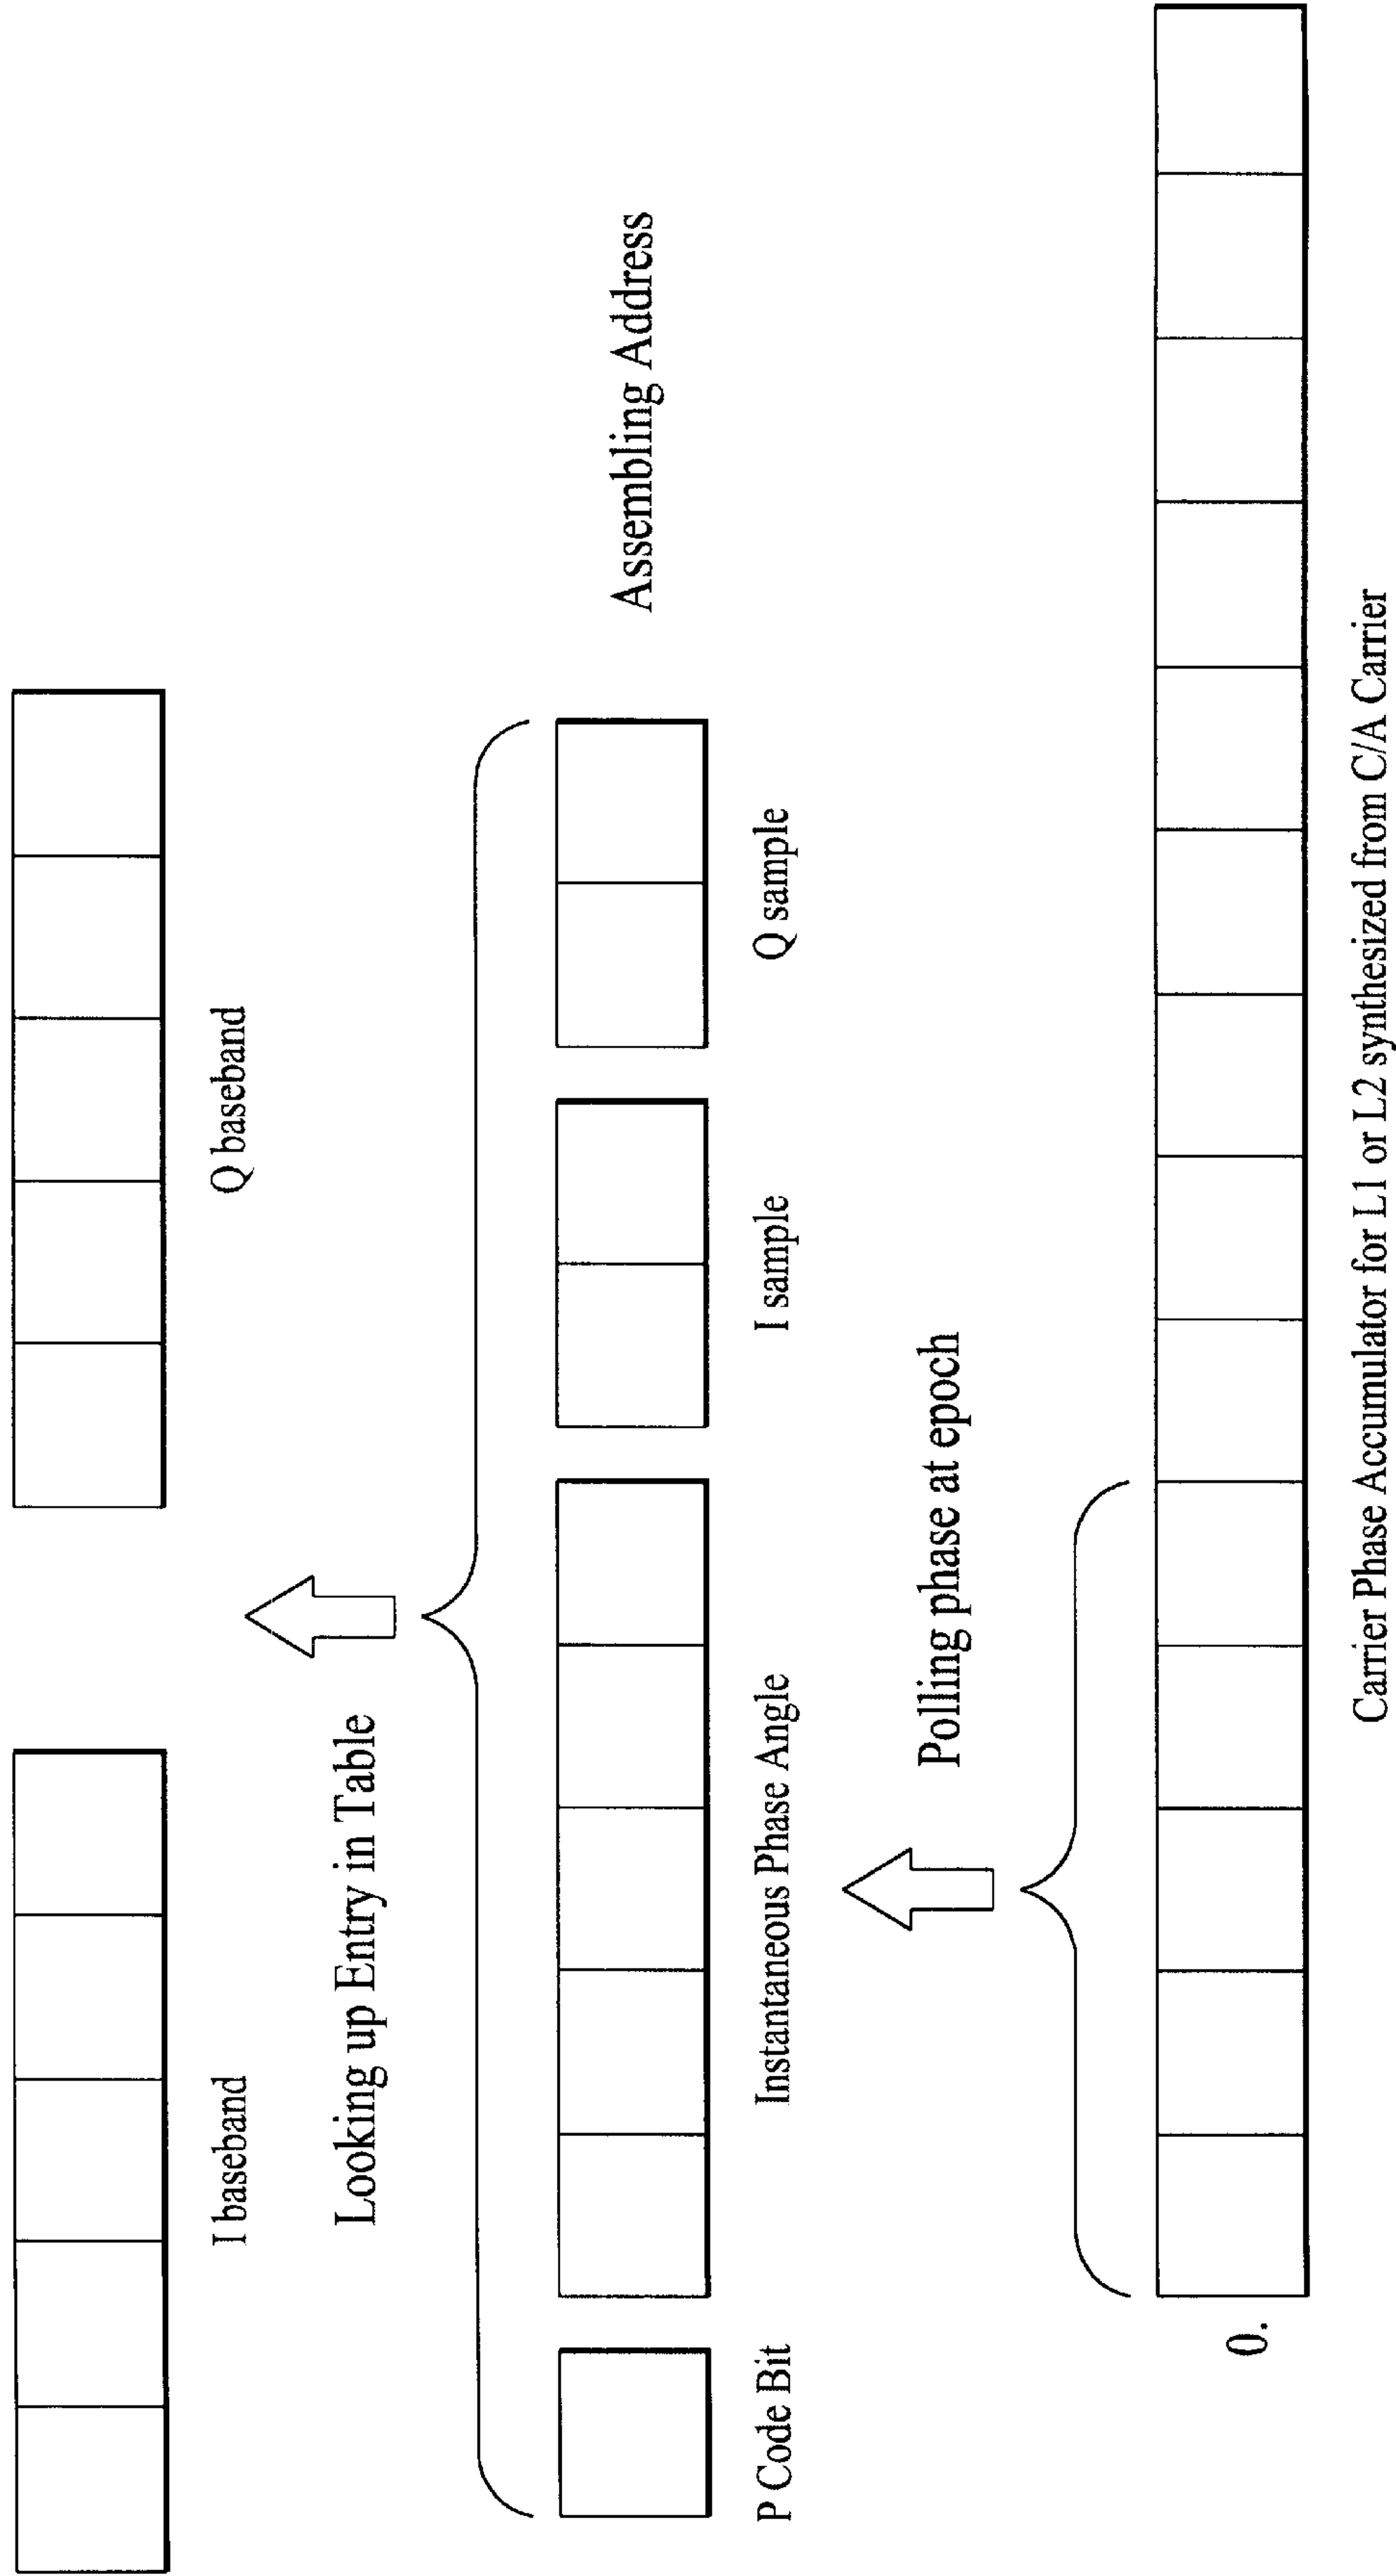 I baseband
Q baseband
Looking up Entry in Table
Assembling Address
P Code Bit
Instantaneous Phase Angle
I sample
Q sample
Polling phase at epoch
0.
Carrier Phase Accumulator for L1 or L2 synthesized from C/A Carrier